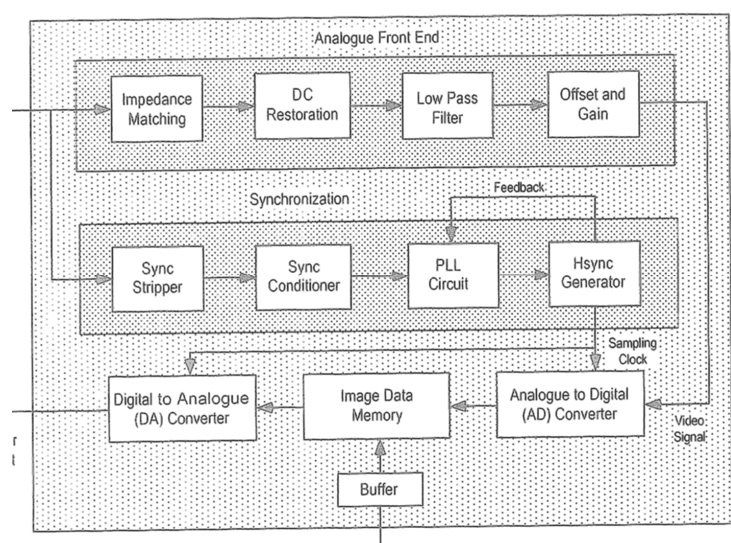 Analogue Front End
Impedance
Matching
DC
Restoration
Low Pass
Filter
Offset and
Gain
Feedback
Synchronization
Sync
Stripper
Sync
Conditioner
PLL
Circuit
Hsync
Generator
Sampling
Clock
Digital to Analogue
(DA) Converter
Image Data
Memory
Analogue to Digital
(AD) Converter
Video
Signal
r
t
Buffer